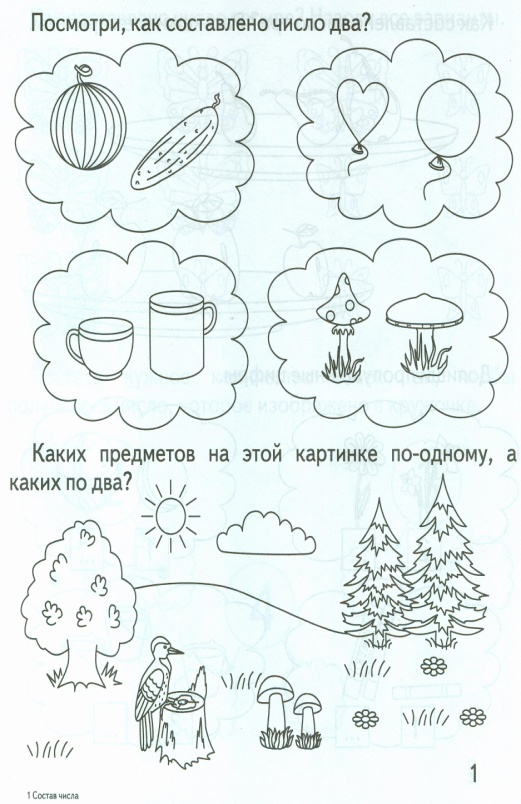 Посмотри, как составлено число два?
Каких предметов на этой картинке по-одному, а
каких по два?
1
1 Состав числа